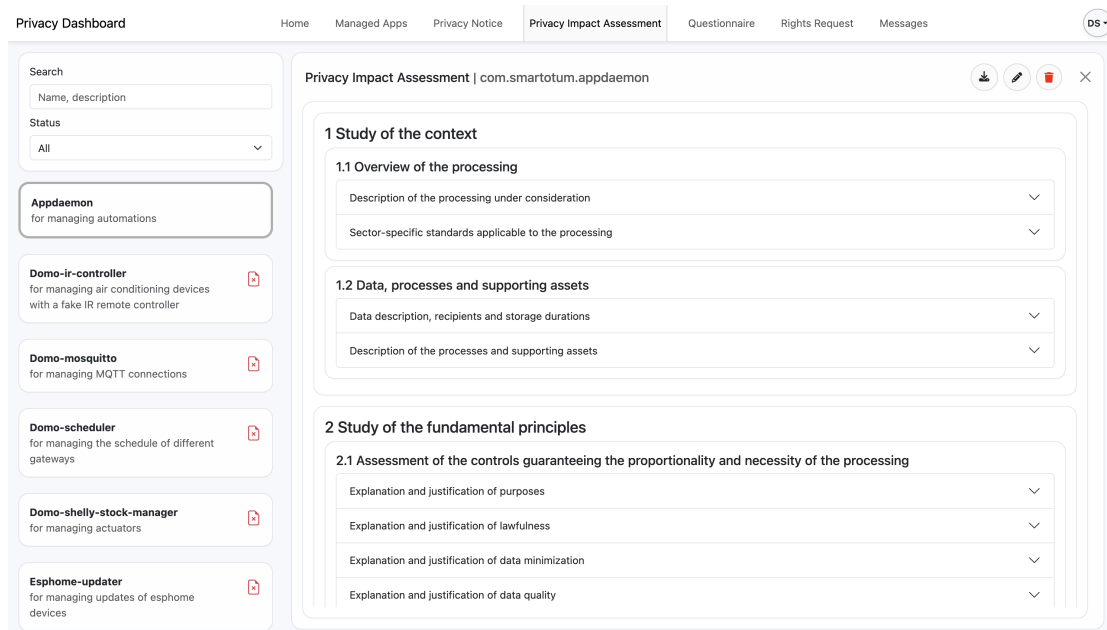 Privacy Dashboard
Home
Managed Apps
Privacy Notice
Privacy Impact Assessment
Questionnaire
Rights Request
Messages
DS
Search
Name, description
Status
All
Appdaemon
for managing automations
Domo-ir-controller
for managing air conditioning devices
with a fake IR remote controller
Domo-mosquitto
for managing MQTT connections
Domo-scheduler
for managing the schedule of different
gateways
Domo-shelly-stock-manager
for managing actuators
Esphome-updater
for managing updates of esphome
devices
Privacy Impact Assessment | com.smartotum.appdaemon
1 Study of the context
1.1 Overview of the processing
Description of the processing under consideration
Sector-specific standards applicable to the processing
1.2 Data, processes and supporting assets
Data description, recipients and storage durations
Description of the processes and supporting assets
2 Study of the fundamental principles
2.1 Assessment of the controls guaranteeing the proportionality and necessity of the processing
Explanation and justification of purposes
Explanation and justification of lawfulness
Explanation and justification of data minimization
Explanation and justification of data quality